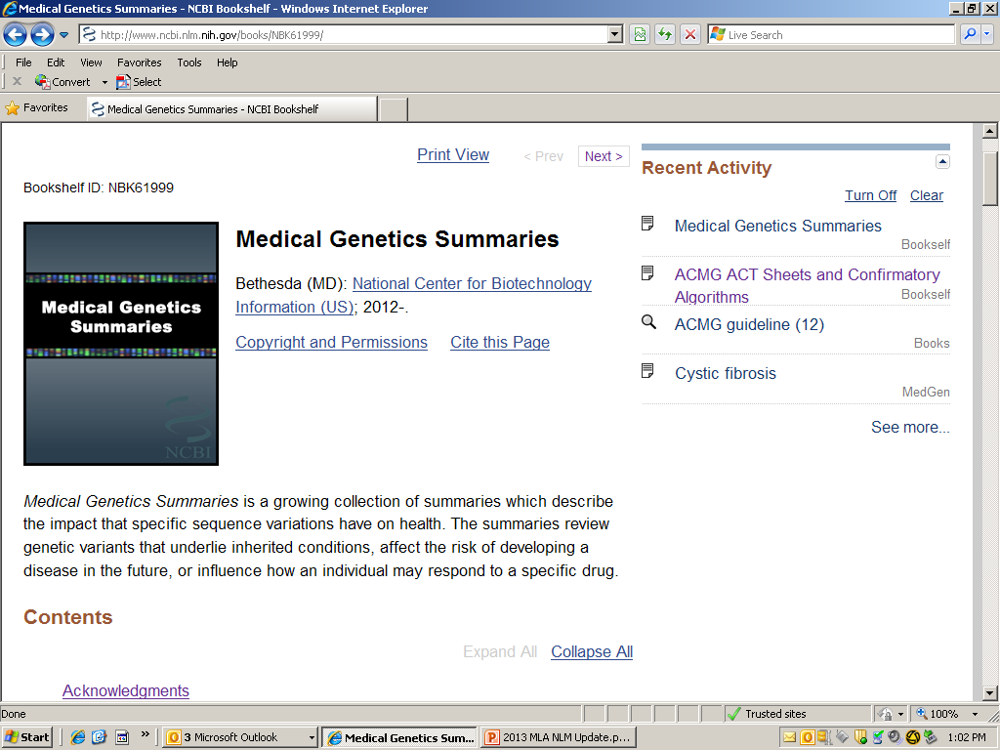 Medical Genetics Summaries - NCBI Bookshelf - Windows Internet Explorer
http://www.ncbi.nlm.nih.gov/books/NBK61999/
Live Search
File Edit View Favorites Tools Help
Convert Select
Favorites Medical Genetics Summaries - NCBI Bookshelf
Print View < Prev Next >
Bookshelf ID: NBK61999
Medical Genetics
Summaries
NCBI
Medical Genetics Summaries
Bethesda (MD): National Center for Biotechnology
Information (US); 2012-.
Copyright and Permissions Cite this Page
Medical Genetics Summaries is a growing collection of summaries which describe
the impact that specific sequence variations have on health. The summaries review
genetic variants that underlie inherited conditions, affect the risk of developing a
disease in the future, or influence how an individual may respond to a specific drug.
Contents
Expand All Collapse All
Acknowledgments
Recent Activity
Turn Off Clear
Medical Genetics Summaries
Bookself
ACMG ACT Sheets and Confirmatory
Algorithms Bookself
ACMG guideline (12)
Books
Cystic fibrosis
MedGen
See more...
Done Trusted sites 100%
Start 3 Microsoft Outlook Medical Genetics Sum... 2013 MLA NLM Update.p... 1:02 PM